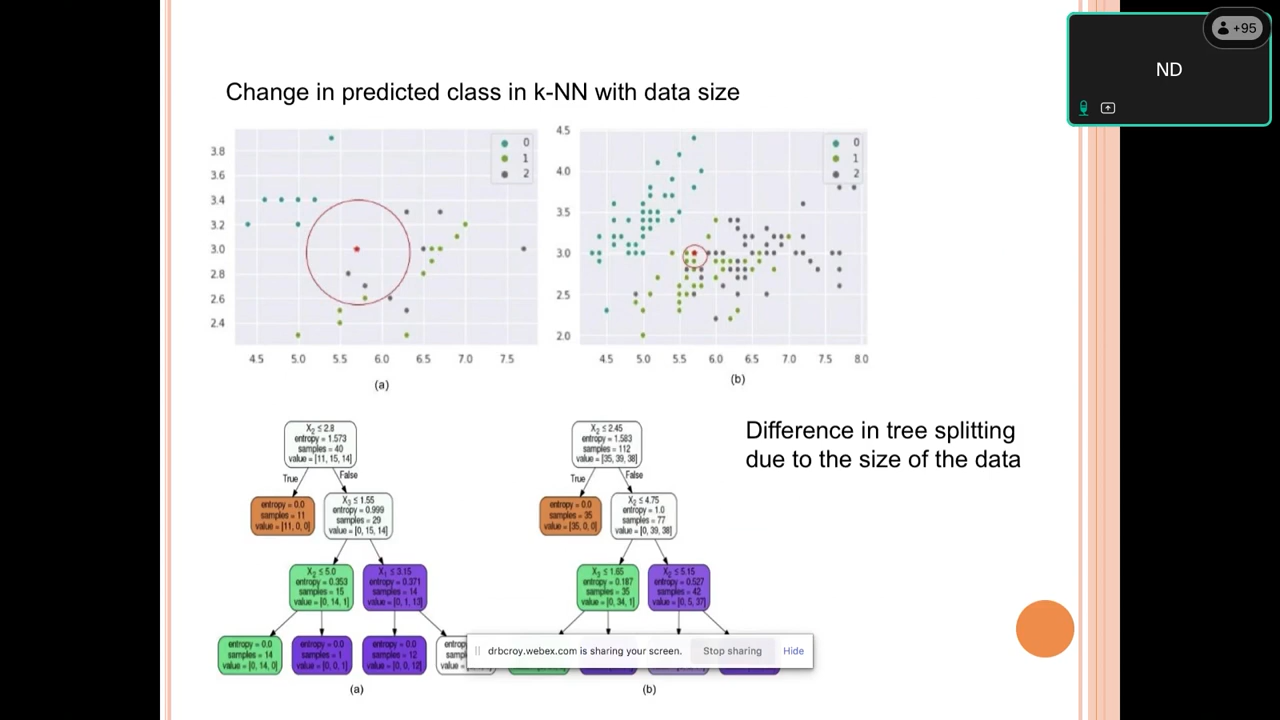 +95
ND
Change in predicted class in k-NN with data size
3.8
3.6
3.4
3.2
3.0
2.8
2.6
2.4
4.5 5.0 5.5 6.0 6.5 7.0 7.5
0
1
2
(a)
4.5
4.0
3.5
3.0
2.5
2.0
4.5 5.0 5.5 6.0 6.5 7.0 7.5 8.0
0
1
2
(b)
Difference in tree splitting
due to the size of the data
X₂ ≤ 2.8
entropy = 1.573
samples = 40
value = [11, 15, 14]
True
False
entropy = 0.0
samples = 11
value = [11, 0, 0]
X₃ ≤ 1.55
entropy = 0.999
samples = 29
value = [0, 15, 14]
X₂ ≤ 5.0
entropy = 0.353
samples = 15
value = [0, 14, 1]
X₁ ≤ 3.15
entropy = 0.371
samples = 14
value = [0, 1, 13]
entropy = 0.0
samples = 14
value = [0, 14, 0]
entropy = 0.0
samples = 1
value = [0, 0, 1]
entropy = 0.0
samples = 12
value = [0, 0, 12]
(a)
X₂ ≤ 2.45
entropy = 1.583
samples = 112
value = [35, 39, 38]
True
False
entropy = 0.0
samples = 35
value = [35, 0, 0]
X₂ ≤ 4.75
entropy = 1.0
samples = 77
value = [0, 39, 38]
X₃ ≤ 1.65
entropy = 0.187
samples = 35
value = [0, 34, 1]
≤ 5.15
entropy = 0.527
samples = 42
value = [0, 5, 37]
(b)
drbcroy.webex.com is sharing your screen.
Stop sharing
Hide